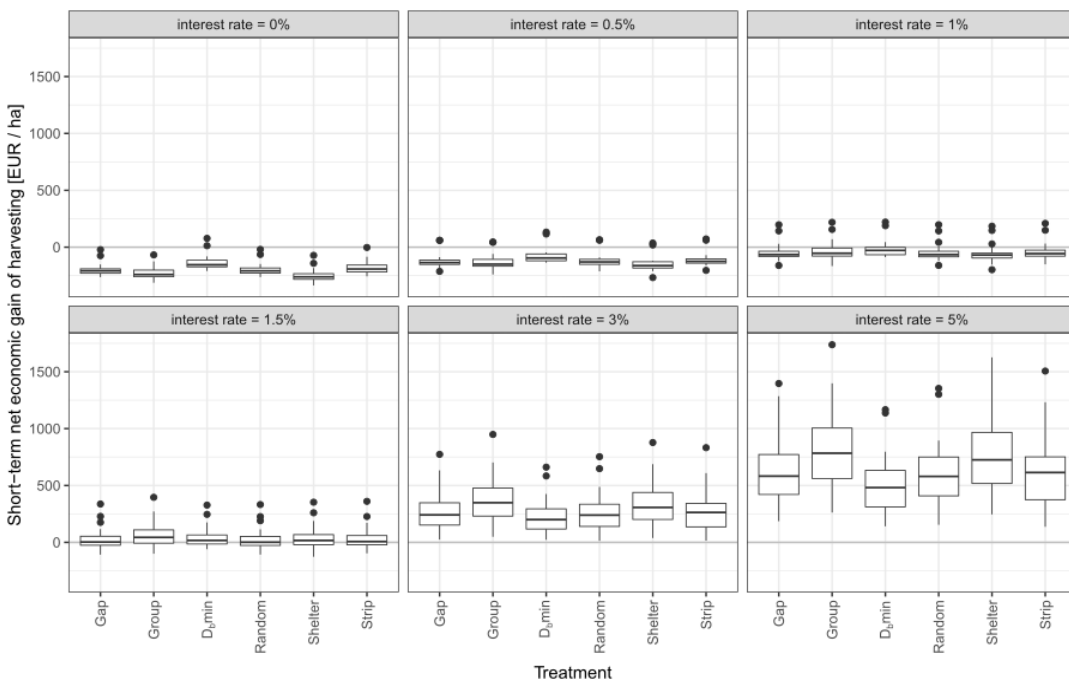 interest rate = 0%
interest rate = 0.5%
interest rate = 1%
1500
1000
500
0
interest rate = 1.5%
interest rate = 3%
interest rate = 5%
1500
1000
500
0
Short−term net economic gain of harvesting [EUR / ha]
Gap
Group
Dbmin
Random
Shelter
Strip
Gap
Group
Dbmin
Random
Shelter
Strip
Gap
Group
Dbmin
Random
Shelter
Strip
Treatment